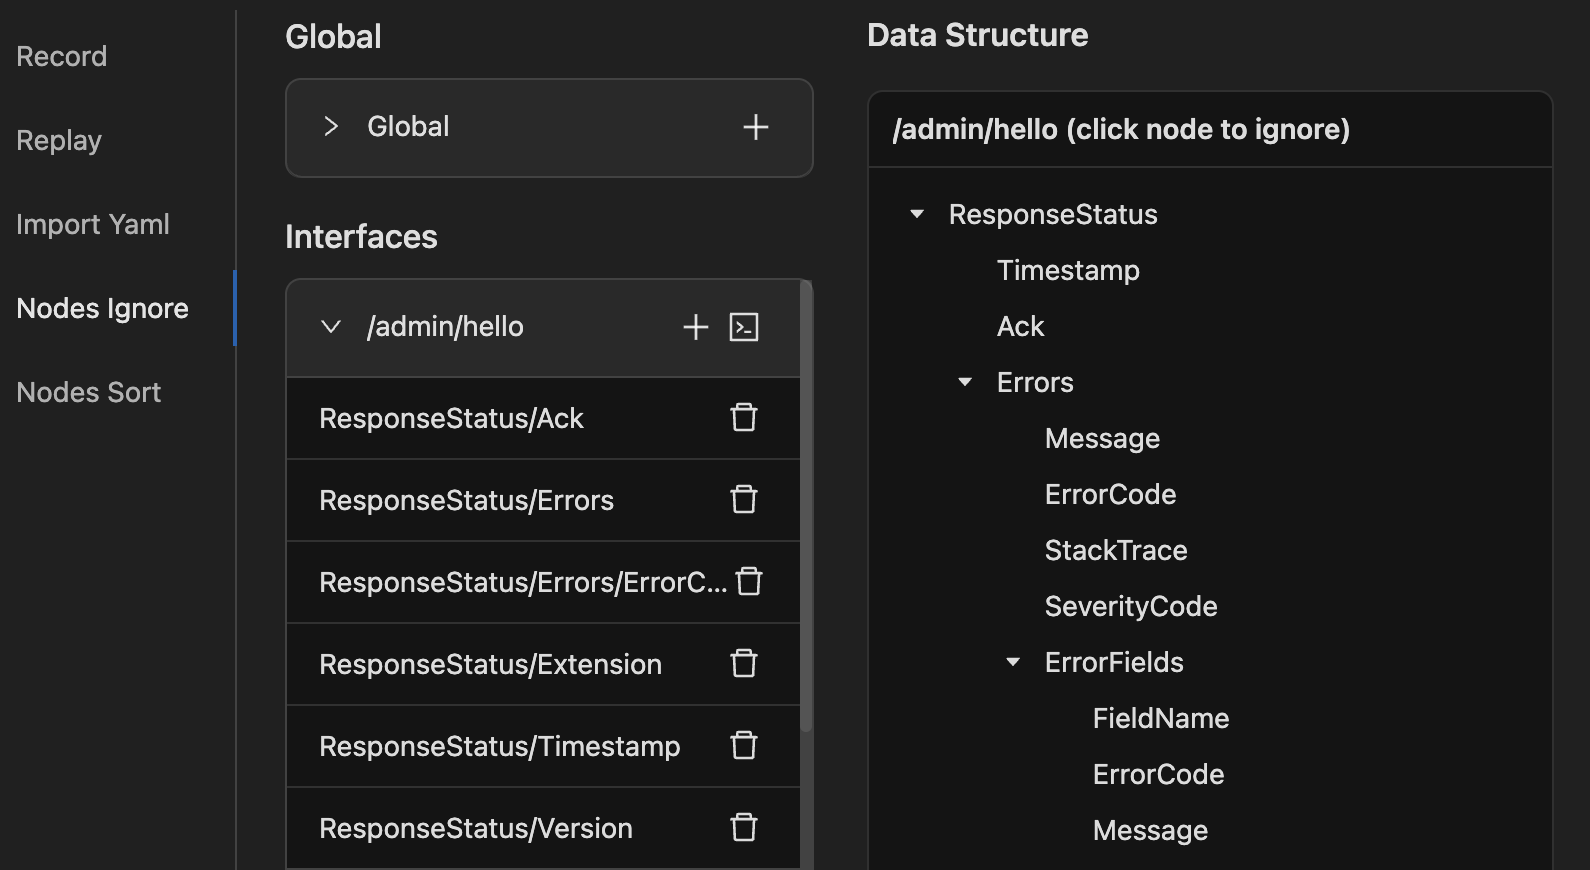 Record
Replay
Import Yaml
Nodes Ignore
Nodes Sort
Global
Global
Interfaces
/admin/hello
ResponseStatus/Ack
ResponseStatus/Errors
ResponseStatus/Errors/ErrorC...
ResponseStatus/Extension
ResponseStatus/Timestamp
ResponseStatus/Version
Data Structure
/admin/hello (click node to ignore)
ResponseStatus
Timestamp
Ack
Errors
Message
ErrorCode
StackTrace
SeverityCode
ErrorFields
FieldName
ErrorCode
Message